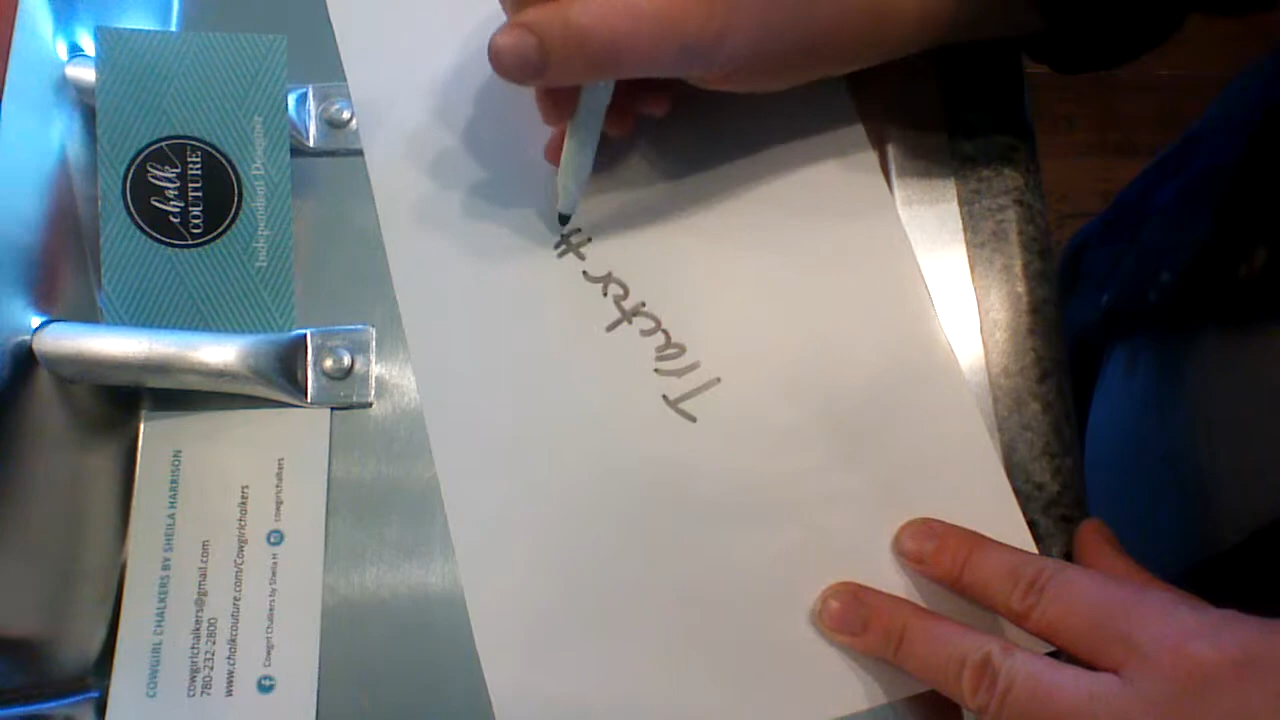 chalk
COUTURE
Independent Designer
COWGIRL CHALKERS BY SHEILA HARRISON
cowgirlchalkers@gmail.com
780-232-2800
www.chalkcouture.com/Cowgirlchalkers
Cowgirl Chalkers by Sheila H cowgirlchalkers
Tractor #